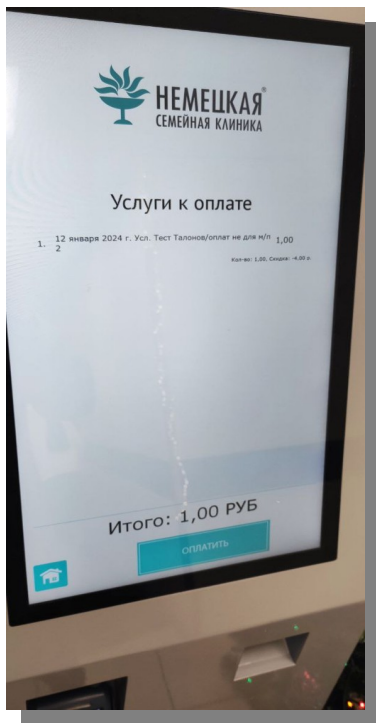 НЕМЕЦКАЯ®
СЕМЕЙНАЯ КЛИНИКА
Услуги к оплате
1. 12 января 2024 г. Усл. Тест Талонов/оплат не для м/п 1,00
2
Кол-во: 1,00, Скидка: -4,00 р.
Итого: 1,00 РУБ
ОПЛАТИТЬ